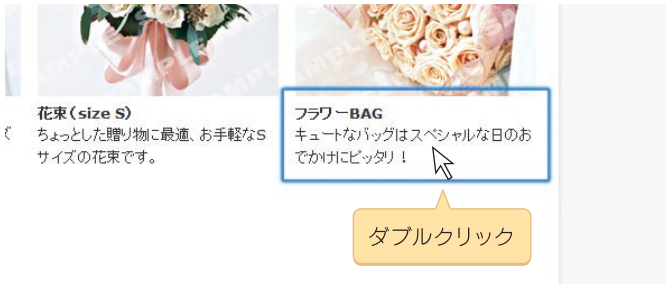 花束（size S）
ちょっとした贈り物に最適、お手軽なS
サイズの花束です。
フラワーBAG
キュートなバッグはスペシャルな日のお
でかけにピッタリ！
ダブルクリック